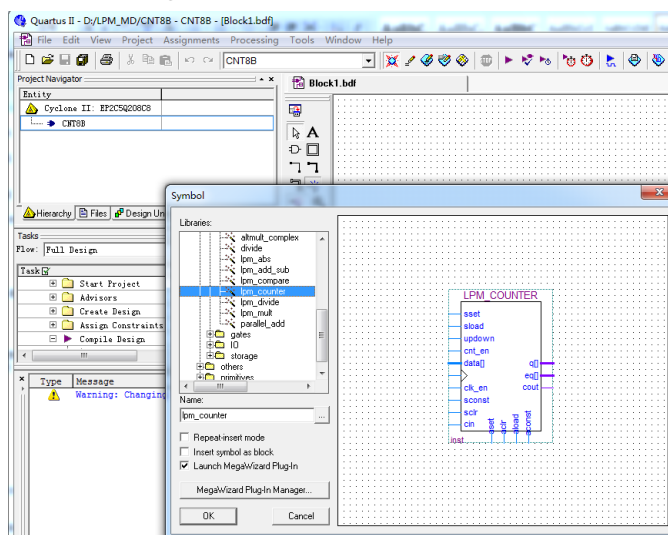 Quartus II - D:/LPM_MD/CNT8B - CNT8B - [Block1.bdf]
File Edit View Project Assignments Processing Tools Window Help
CNT8B
Project Navigator
Entity
Cyclone II: EP2C5Q208C8
CNT8B
Hierarchy Files Design Un
Tasks
Flow: Full Design
Task
Start Project
Advisors
Create Design
Assign Constraints
Compile Design
Type Message
Warning: Changing
Block1.bdf
A
Symbol
Libraries:
altmult_complex
divide
lpm_abs
lpm_add_sub
lpm_compare
lpm_counter
lpm_divide
lpm_mult
parallel_add
gates
IO
storage
others
primitives
Name:
lpm_counter
...
Repeat-insert mode
Insert symbol as block
Launch MegaWizard Plug-In
MegaWizard Plug-In Manager...
OK Cancel
LPM_COUNTER
sset
sload
updown
cnt_en
data[] q[]
eq[]
clk_en cout
sconst
sclr
cin
aset
aclr
aload
aconst
inst